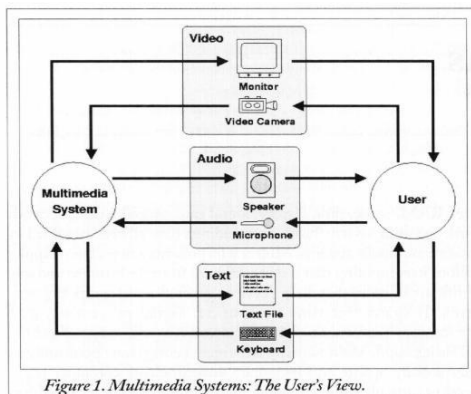 Video
Monitor
Video Camera
Audio
Speaker
Microphone
Multimedia
System
User
Text
Text File
Keyboard
Figure 1. Multimedia Systems: The User's View.